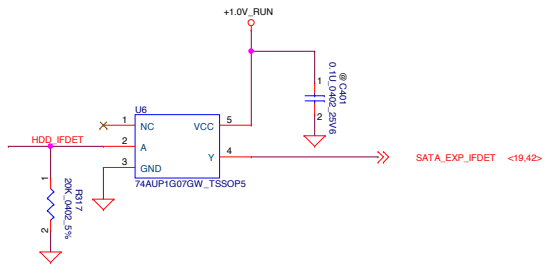 +1.0V_RUN
@ C401
0.1U_0402_25V6
1
2
U6
1 NC VCC 5
HDD_IFDET 2 A
Y 4 SATA_EXP_IFDET <19,42>
3 GND
74AUP1G07GW_TSSOP5
1
R317
20K_0402_5%
2